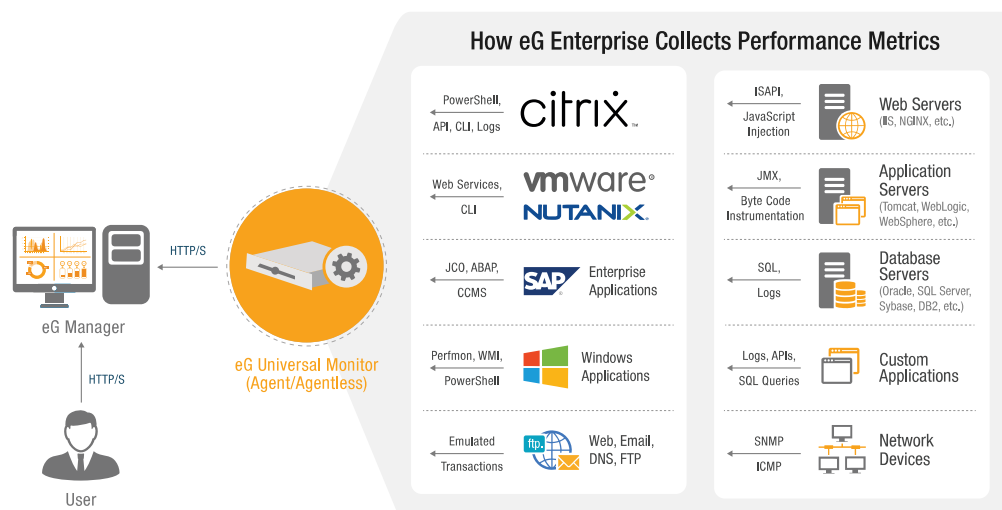 How eG Enterprise Collects Performance Metrics
PowerShell,
API, CLI, Logs
citrix™
Web Services,
CLI
vmware®
NUTANIX.
JCO, ABAP,
CCMS
SAP
Enterprise
Applications
Perfmon, WMI,
PowerShell
Windows
Applications
Emulated
Transactions
ftp.
Web, Email,
DNS, FTP
ISAPI,
JavaScript
Injection
Web Servers
(IIS, NGINX, etc.)
JMX,
Byte Code
Instrumentation
Application
Servers
(Tomcat, WebLogic,
WebSphere, etc.)
SQL,
Logs
Database
Servers
(Oracle, SQL Server,
Sybase, DB2, etc.)
Logs, APIs,
SQL Queries
Custom
Applications
SNMP
ICMP
Network
Devices
HTTP/S
eG Manager
eG Universal Monitor
(Agent/Agentless)
HTTP/S
User